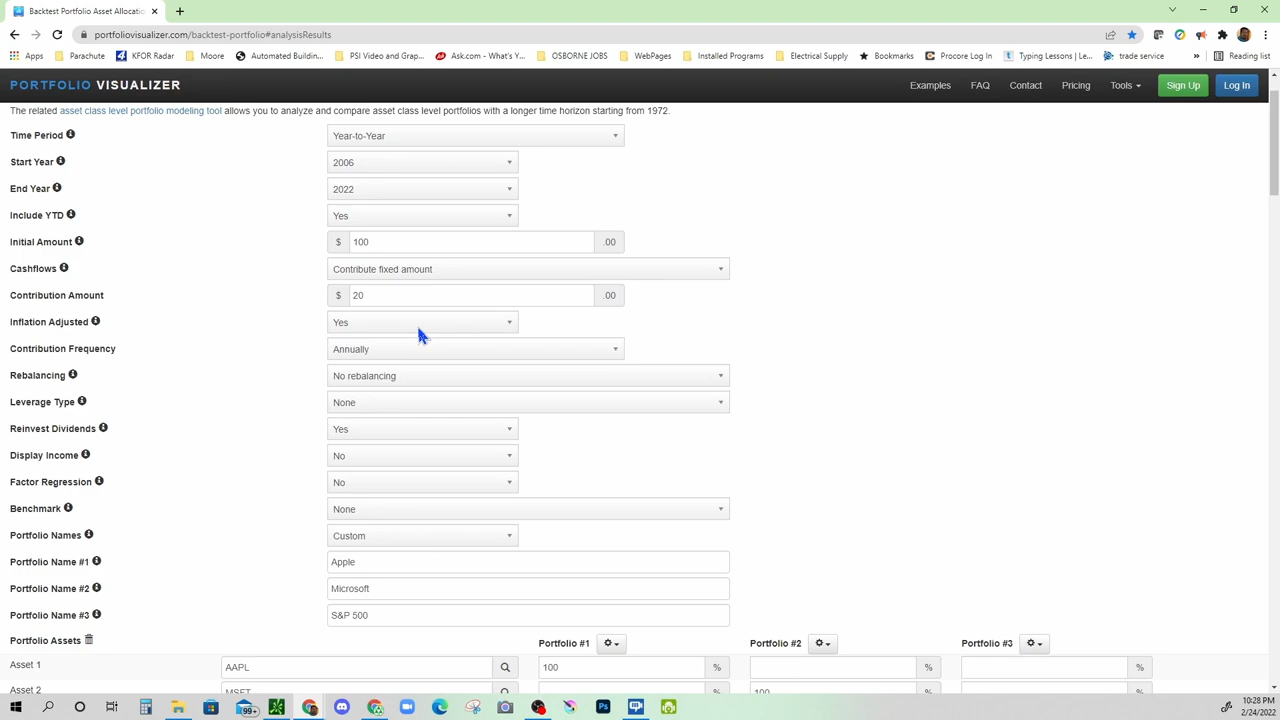 Backtest Portfolio Asset Allocatio
portfoliovisualizer.com/backtest-portfolio#analysisResults
Apps Parachute KFOR Radar Moore Automated Buildin... PSI Video and Grap... Ask.com - What's Y... OSBORNE JOBS WebPages Installed Programs Electrical Supply Bookmarks Procore Log In Typing Lessons | Le... trade service » Reading list
PORTFOLIO VISUALIZER Examples FAQ Contact Pricing Tools Sign Up Log In
The related asset class level portfolio modeling tool allows you to analyze and compare asset class level portfolios with a longer time horizon starting from 1972.
Time Period Year-to-Year
Start Year 2006
End Year 2022
Include YTD Yes
Initial Amount $ 100 .00
Cashflows Contribute fixed amount
Contribution Amount $ 20 .00
Inflation Adjusted Yes
Contribution Frequency Annually
Rebalancing No rebalancing
Leverage Type None
Reinvest Dividends Yes
Display Income No
Factor Regression No
Benchmark None
Portfolio Names Custom
Portfolio Name #1 Apple
Portfolio Name #2 Microsoft
Portfolio Name #3 S&P 500
Portfolio Assets Portfolio #1 Portfolio #2 Portfolio #3
Asset 1 AAPL 100 % % %
Asset 2 MSFT 100
99+
10:28 PM
2/24/2022